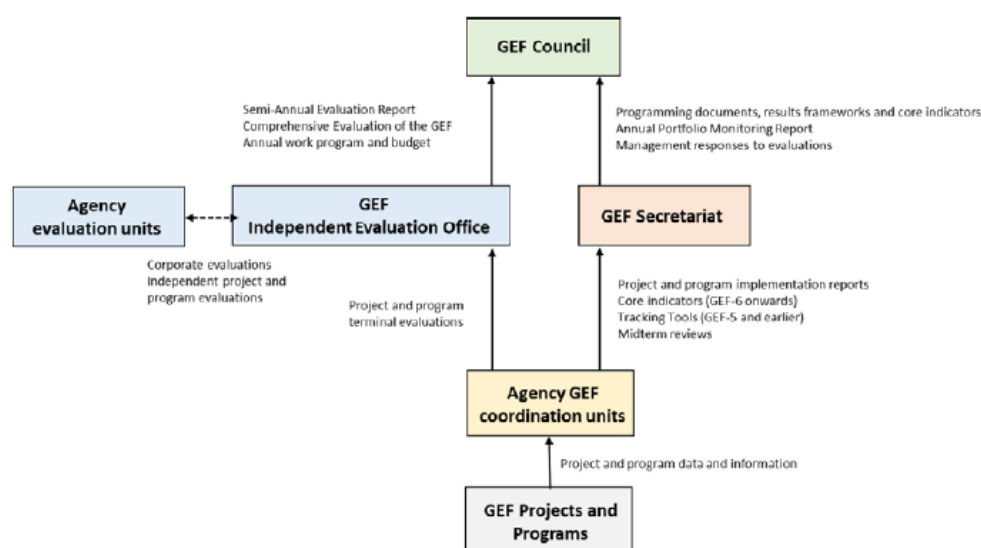 GEF Council
Semi-Annual Evaluation Report
Comprehensive Evaluation of the GEF
Annual work program and budget
Programming documents, results frameworks and core indicators
Annual Portfolio Monitoring Report
Management responses to evaluations
Agency
evaluation units
GEF
Independent Evaluation Office
GEF Secretariat
Corporate evaluations
Independent project and
program evaluations
Project and program
terminal evaluations
Project and program implementation reports
Core indicators (GEF-6 onwards)
Tracking Tools (GEF-5 and earlier)
Midterm reviews
Agency GEF
coordination units
Project and program data and information
GEF Projects and
Programs